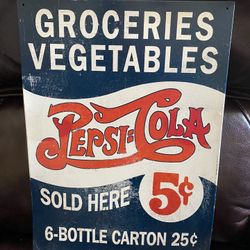 GROCERIES
VEGETABLES
PEPSI-COLA
SOLD HERE 5¢
6-BOTTLE CARTON 25¢